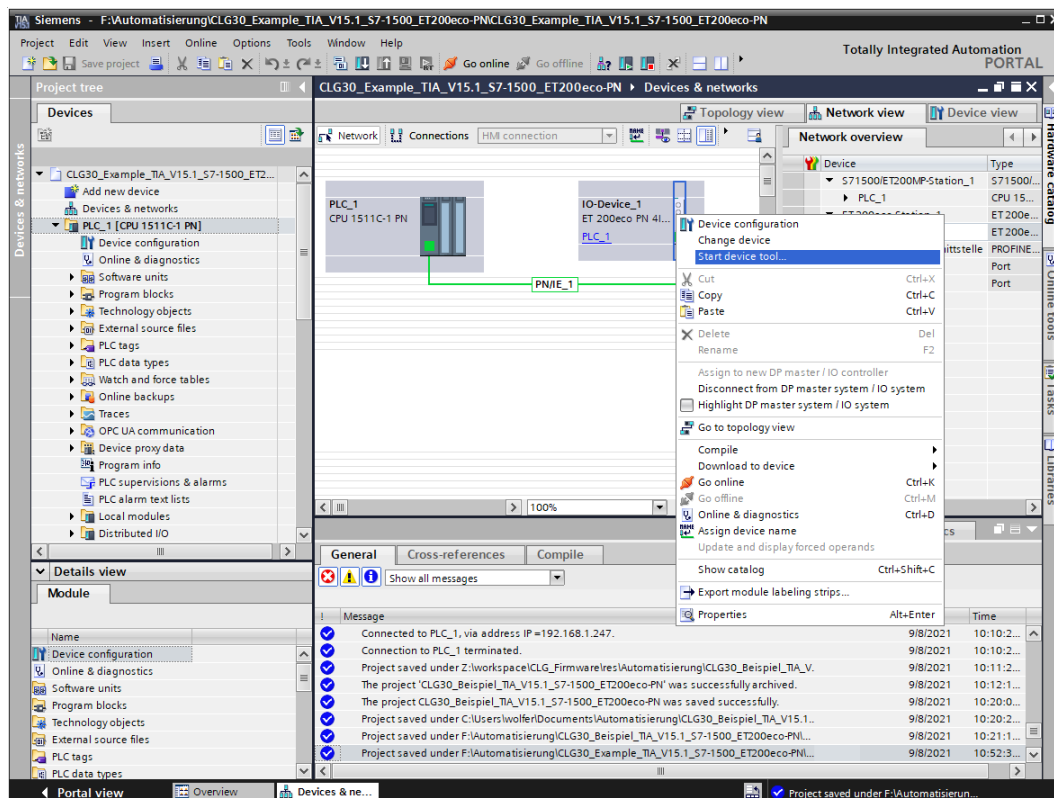 Siemens - F:\Automatisierung\CLG30_Example_TIA_V15.1_S7-1500_ET200eco-PN\CLG30_Example_TIA_V15.1_S7-1500_ET200eco-PN
Project Edit View Insert Online Options Tools Window Help
Totally Integrated Automation
PORTAL
Save project Go online Go offline
Project tree
CLG30_Example_TIA_V15.1_S7-1500_ET200eco-PN Devices & networks
Devices
Topology view Network view Device view
Network Connections HMI connection
Network overview
Device Type
S71500/ET200MP-Station_1 S71500/...
PLC_1 CPU 15...
ET 200e...
ET 200e...
PROFINE...
Port
Port
CLG30_Example_TIA_V15.1_S7-1500_ET2...
Add new device
Devices & networks
PLC_1 [CPU 1511C-1 PN]
Device configuration
Online & diagnostics
Software units
Program blocks
Technology objects
External source files
PLC tags
PLC data types
Watch and force tables
Online backups
Traces
OPC UA communication
Device proxy data
Program info
PLC supervisions & alarms
PLC alarm text lists
Local modules
Distributed I/O
PLC_1
CPU 1511C-1 PN
IO-Device_1
ET 200eco PN 4I...
PLC_1
PN/IE_1
100%
Device configuration
Change device
Start device tool...
Cut Ctrl+X
Copy Ctrl+C
Paste Ctrl+V
Delete Del
Rename F2
Assign to new DP master / IO controller
Disconnect from DP master system / IO system
Highlight DP master system / IO system
Go to topology view
Compile
Download to device
Go online Ctrl+K
Go offline Ctrl+M
Online & diagnostics Ctrl+D
Assign device name
Update and display forced operands
Show catalog Ctrl+Shift+C
Export module labeling strips...
Properties Alt+Enter
Devices & networks
Hardware catalog
Online tools
Tasks
Libraries
Details view
Module
Name
Device configuration
Online & diagnostics
Software units
Program blocks
Technology objects
External source files
PLC tags
PLC data types
General Cross-references Compile
Show all messages
! Message Time
Connected to PLC_1, via address IP =192.168.1.247. 9/8/2021 10:10:2...
Connection to PLC_1 terminated. 9/8/2021 10:10:2...
Project saved under Z:\workspace\CLG_Firmware\res\Automatisierung\CLG30_Beispiel_TIA_V. 9/8/2021 10:11:2...
The project 'CLG30_Beispiel_TIA_V15.1_S7-1500_ET200eco-PN' was successfully archived. 9/8/2021 10:12:1...
The project CLG30_Beispiel_TIA_V15.1_S7-1500_ET200eco-PN was saved successfully. 9/8/2021 10:20:0...
Project saved under C:\Users\wolfer\Documents\Automatisierung\CLG30_Beispiel_TIA_V15.1.. 9/8/2021 10:20:2...
Project saved under F:\Automatisierung\CLG30_Beispiel_TIA_V15.1_S7-1500_ET200eco-PN\... 9/8/2021 10:21:1...
Project saved under F:\Automatisierung\CLG30_Example_TIA_V15.1_S7-1500_ET200eco-PN\... 9/8/2021 10:52:3...
Portal view Overview Devices & ne... Project saved under F:\Automatisierun...